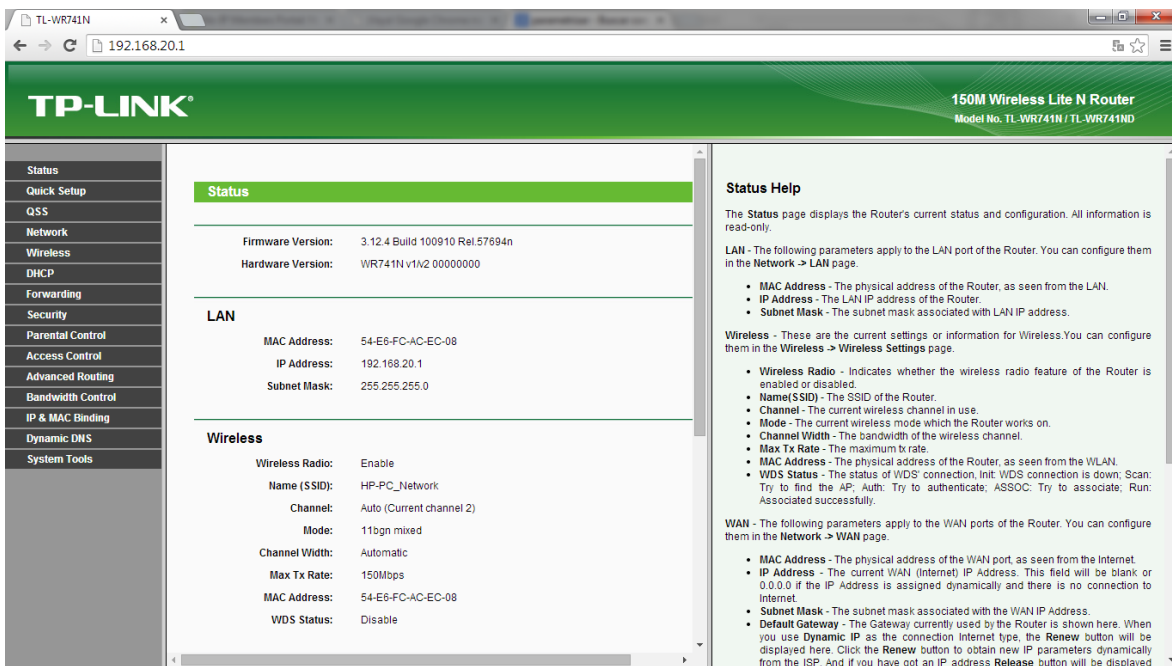 TL-WR741N
192.168.20.1
TP-LINK®
150M Wireless Lite N Router
Model No. TL-WR741N / TL-WR741ND
Status
Quick Setup
QSS
Network
Wireless
DHCP
Forwarding
Security
Parental Control
Access Control
Advanced Routing
Bandwidth Control
IP & MAC Binding
Dynamic DNS
System Tools
Status
Firmware Version: 3.12.4 Build 100910 Rel.57694n
Hardware Version: WR741N v1/v2 00000000
LAN
MAC Address: 54-E6-FC-AC-EC-08
IP Address: 192.168.20.1
Subnet Mask: 255.255.255.0
Wireless
Wireless Radio: Enable
Name (SSID): HP-PC_Network
Channel: Auto (Current channel 2)
Mode: 11bgn mixed
Channel Width: Automatic
Max Tx Rate: 150Mbps
MAC Address: 54-E6-FC-AC-EC-08
WDS Status: Disable
Status Help
The Status page displays the Router's current status and configuration. All information is
read-only.
LAN - The following parameters apply to the LAN port of the Router. You can configure them
in the Network -> LAN page.
• MAC Address - The physical address of the Router, as seen from the LAN.
• IP Address - The LAN IP address of the Router.
• Subnet Mask - The subnet mask associated with LAN IP address.
Wireless - These are the current settings or information for Wireless.You can configure
them in the Wireless -> Wireless Settings page.
• Wireless Radio - Indicates whether the wireless radio feature of the Router is
enabled or disabled.
• Name(SSID) - The SSID of the Router.
• Channel - The current wireless channel in use.
• Mode - The current wireless mode which the Router works on.
• Channel Width - The bandwidth of the wireless channel.
• Max Tx Rate - The maximum tx rate.
• MAC Address - The physical address of the Router, as seen from the WLAN.
• WDS Status - The status of WDS' connection, Init: WDS connection is down; Scan:
Try to find the AP; Auth: Try to authenticate; ASSOC: Try to associate; Run:
Associated successfully.
WAN - The following parameters apply to the WAN ports of the Router. You can configure
them in the Network -> WAN page.
• MAC Address - The physical address of the WAN port, as seen from the Internet.
• IP Address - The current WAN (Internet) IP Address. This field will be blank or
0.0.0.0 if the IP Address is assigned dynamically and there is no connection to
Internet.
• Subnet Mask - The subnet mask associated with the WAN IP Address.
• Default Gateway - The Gateway currently used by the Router is shown here. When
you use Dynamic IP as the connection Internet type, the Renew button will be
displayed here. Click the Renew button to obtain new IP parameters dynamically
from the ISP. And if you have got an IP address Release button will be displayed